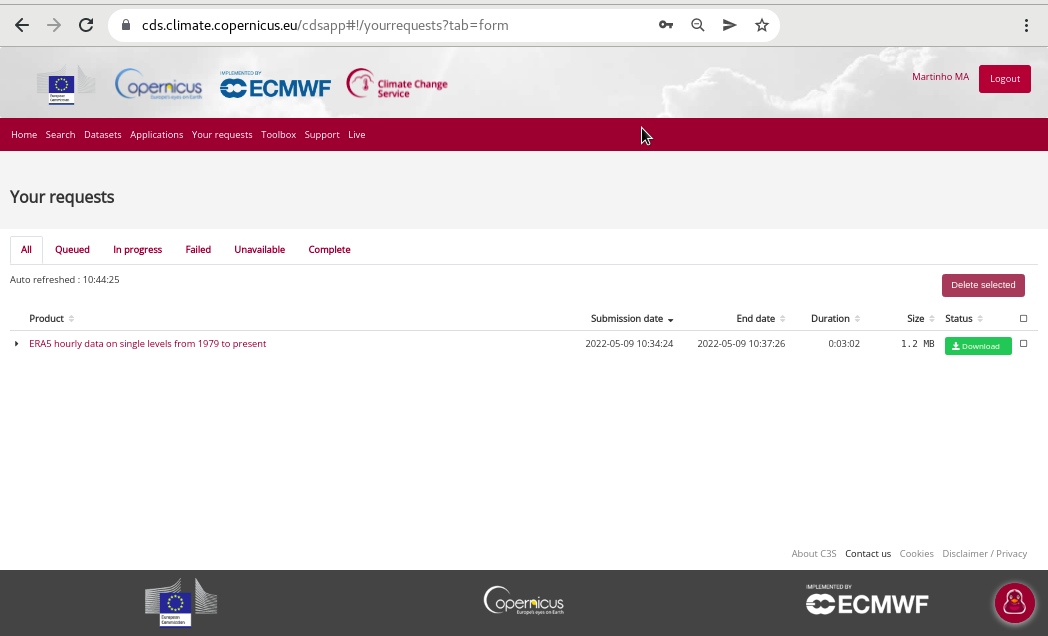 cds.climate.copernicus.eu/cdsapp#!/yourrequests?tab=form
European Commission
Copernicus
Europe's eyes on Earth
IMPLEMENTED BY
ECMWF
Climate Change
Service
Martinho MA
Logout
Home Search Datasets Applications Your requests Toolbox Support Live
Your requests
All Queued In progress Failed Unavailable Complete
Auto refreshed : 10:44:25
Delete selected
Product Submission date End date Duration Size Status
ERA5 hourly data on single levels from 1979 to present 2022-05-09 10:34:24 2022-05-09 10:37:26 0:03:02 1.2 MB Download
About C3S Contact us Cookies Disclaimer / Privacy
European
Commission
Copernicus
Europe's eyes on Earth
IMPLEMENTED BY
ECMWF